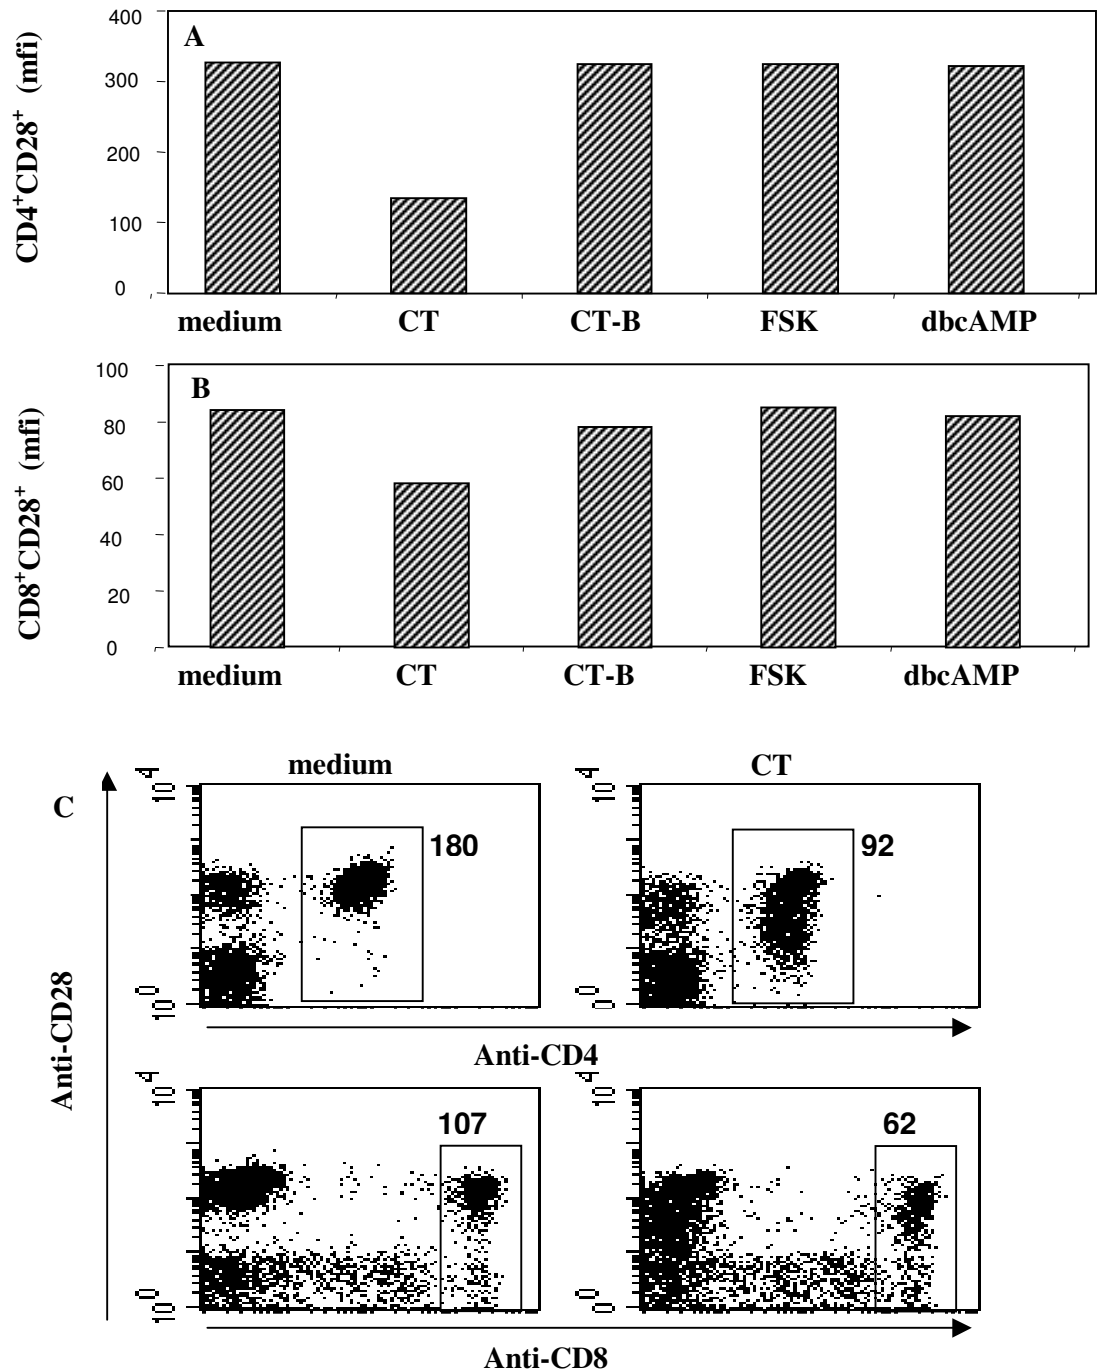 A
CD4⁺CD28⁺ (mfi)
400
300
200
100
0
medium CT CT-B FSK dbcAMP
B
CD8⁺CD28⁺ (mfi)
100
80
60
40
20
0
medium CT CT-B FSK dbcAMP
C
medium CT
Anti-CD28
10 4
180
10 0
10 4
92
10 0
Anti-CD4
10 4
107
10 0
10 4
62
10 0
Anti-CD8